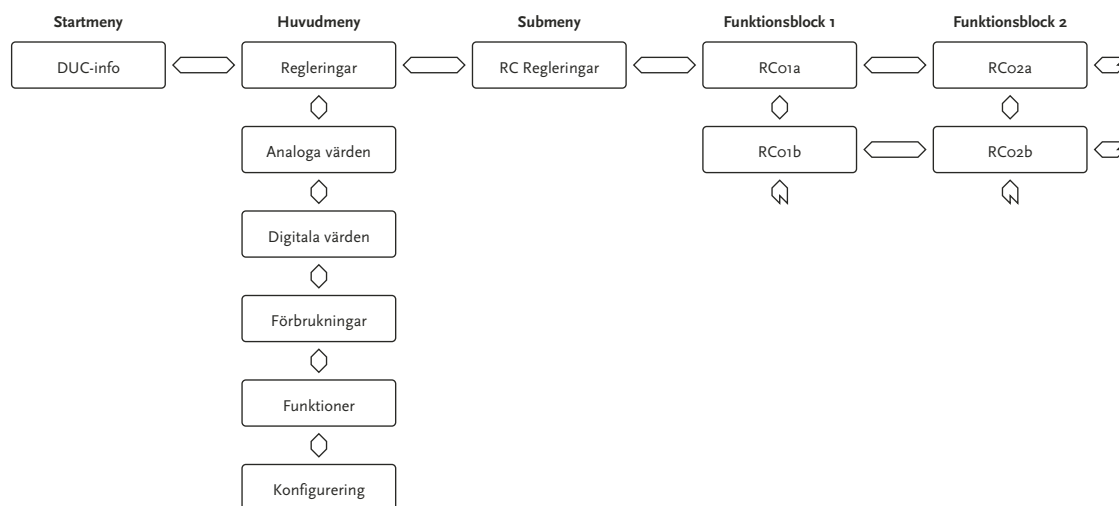 Startmeny Huvudmeny Submeny Funktionsblock 1 Funktionsblock 2
DUC-info Regleringar RC Regleringar RC01a RC02a
Analoga värden RC01b RC02b
Digitala värden
Förbrukningar
Funktioner
Konfigurering